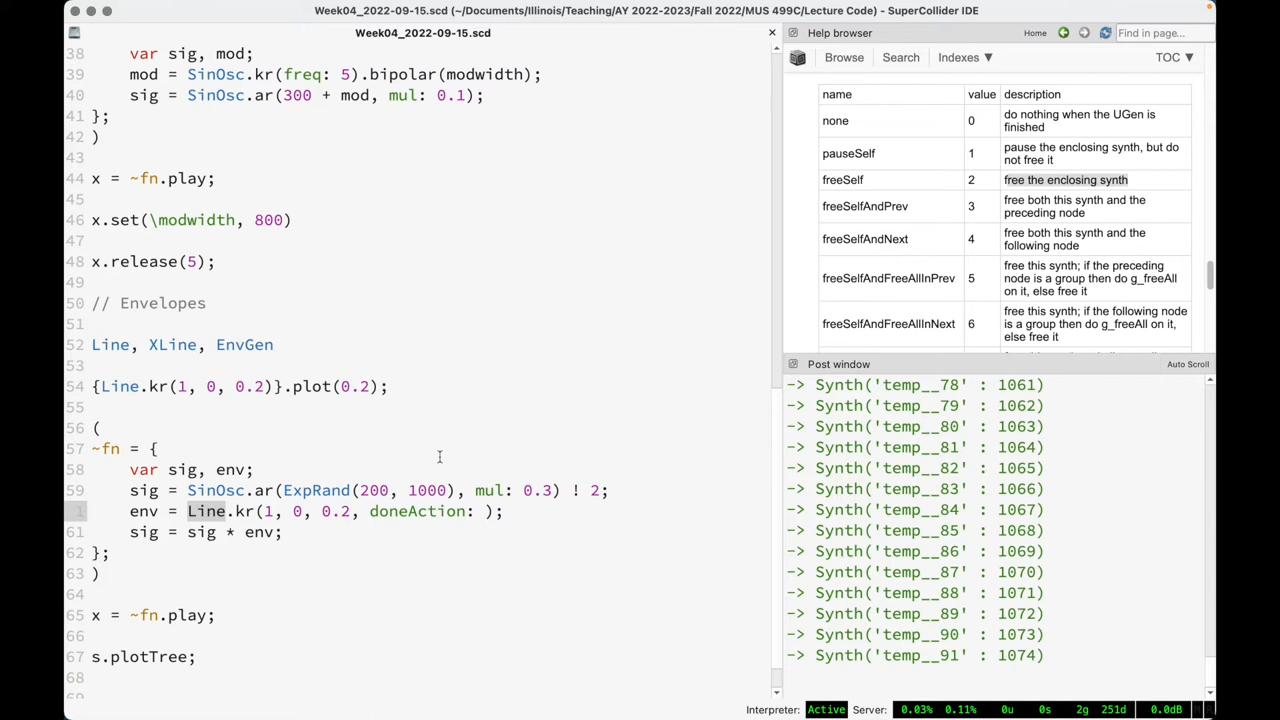 Week04_2022-09-15.scd (~/Documents/Illinois/Teaching/AY 2022-2023/Fall 2022/MUS 499C/Lecture Code) - SuperCollider IDE
Week04_2022-09-15.scd
38 var sig, mod;
39 mod = SinOsc.kr(freq: 5).bipolar(modwidth);
40 sig = SinOsc.ar(300 + mod, mul: 0.1);
41 };
42 )
43
44 x = ~fn.play;
45
46 x.set(\modwidth, 800)
47
48 x.release(5);
49
50 // Envelopes
51
52 Line, XLine, EnvGen
53
54 {Line.kr(1, 0, 0.2)}.plot(0.2);
55
56 (
57 ~fn = {
58 var sig, env;
59 sig = SinOsc.ar(ExpRand(200, 1000), mul: 0.3) ! 2;
1 env = Line.kr(1, 0, 0.2, doneAction: );
61 sig = sig * env;
62 };
63 )
64
65 x = ~fn.play;
66
67 s.plotTree;
68
Help browser Home Find in page...
Browse Search Indexes ▼ TOC ▼
name value description
none 0 do nothing when the UGen is
finished
pauseSelf 1 pause the enclosing synth, but do
not free it
freeSelf 2 free the enclosing synth
freeSelfAndPrev 3 free both this synth and the
preceding node
freeSelfAndNext 4 free both this synth and the
following node
freeSelfAndFreeAllInPrev 5 free this synth; if the preceding
node is a group then do g_freeAll
on it, else free it
freeSelfAndFreeAllInNext 6 free this synth; if the following node
is a group then do g_freeAll on it,
else free it
Post window Auto Scroll
-> Synth('temp__78' : 1061)
-> Synth('temp__79' : 1062)
-> Synth('temp__80' : 1063)
-> Synth('temp__81' : 1064)
-> Synth('temp__82' : 1065)
-> Synth('temp__83' : 1066)
-> Synth('temp__84' : 1067)
-> Synth('temp__85' : 1068)
-> Synth('temp__86' : 1069)
-> Synth('temp__87' : 1070)
-> Synth('temp__88' : 1071)
-> Synth('temp__89' : 1072)
-> Synth('temp__90' : 1073)
-> Synth('temp__91' : 1074)
Interpreter: Active Server: 0.03% 0.11% 0u 0s 2g 251d 0.0dB